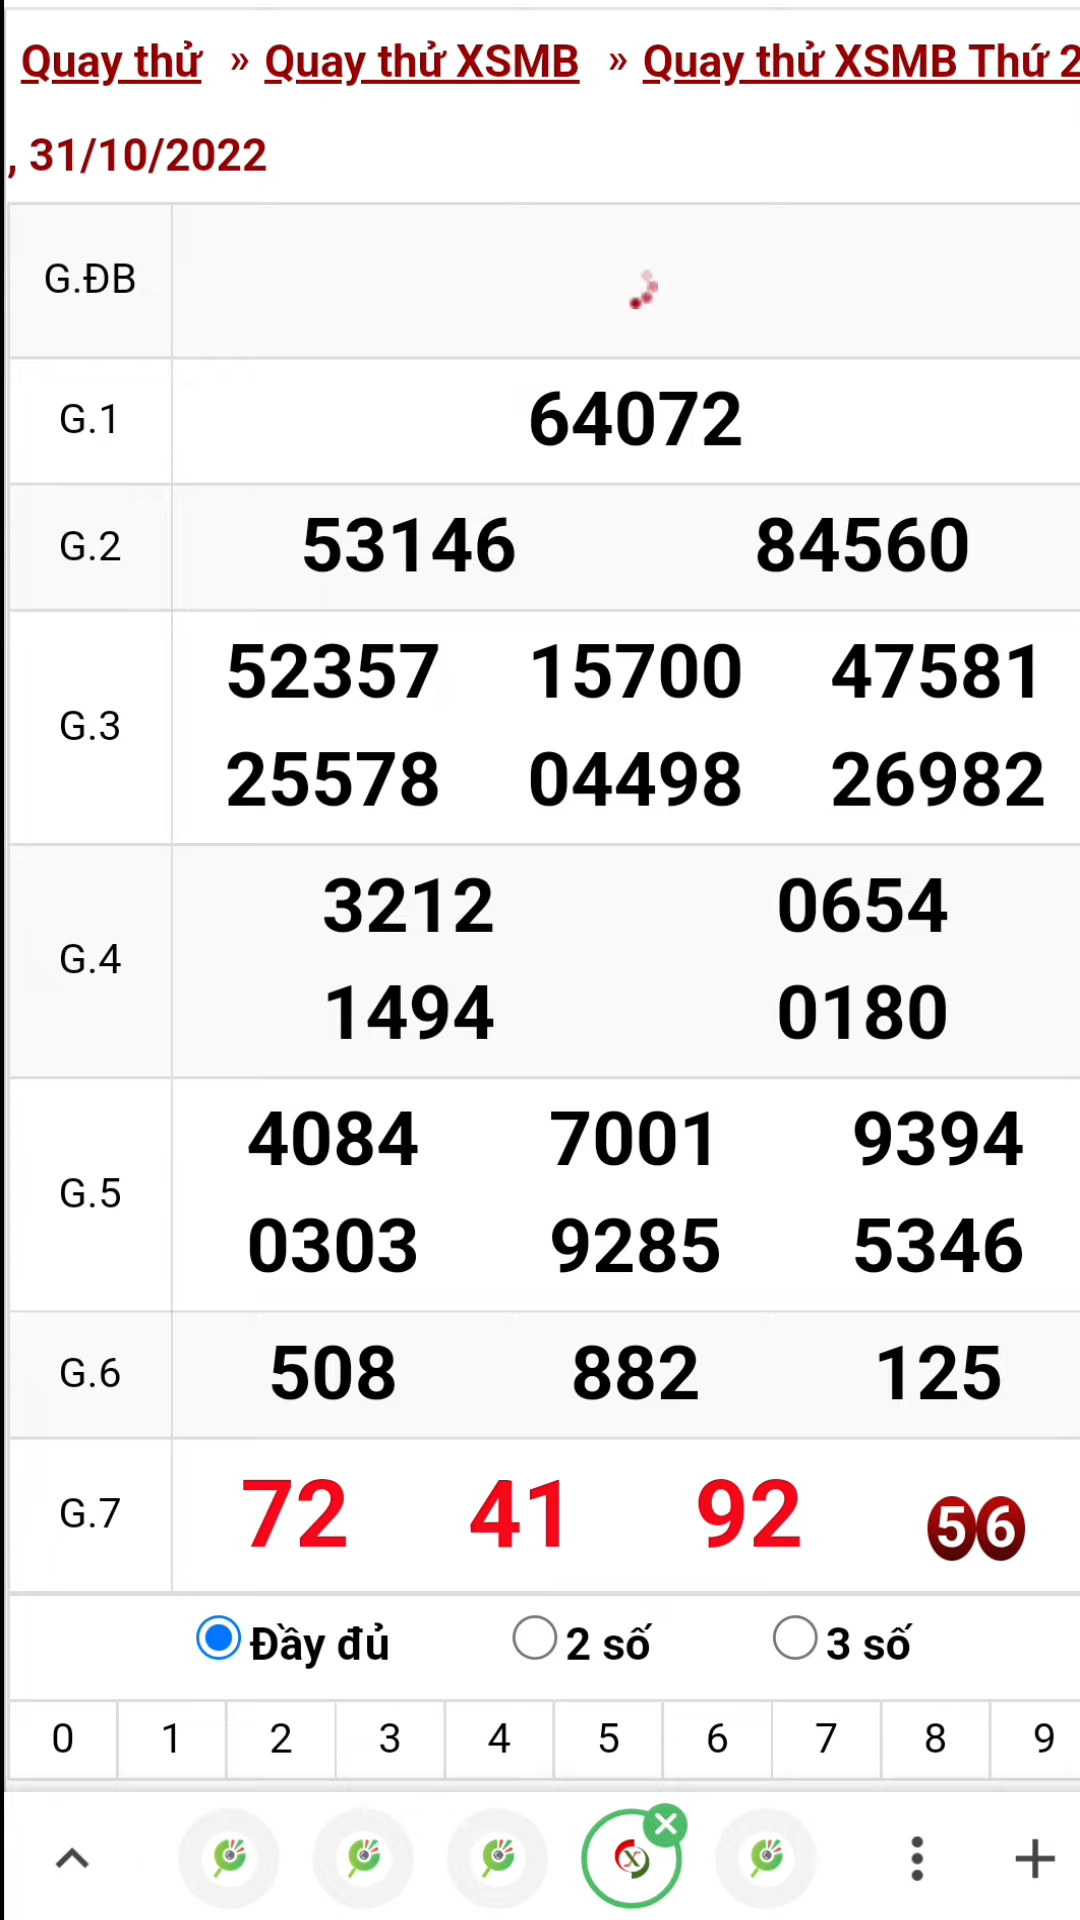 Quay thử » Quay thử XSMB » Quay thử XSMB Thứ 2
, 31/10/2022
G.ĐB
G.1 64072
G.2 53146 84560
G.3 52357 15700 47581
25578 04498 26982
G.4 3212 0654
1494 0180
G.5 4084 7001 9394
0303 9285 5346
G.6 508 882 125
G.7 72 41 92 56
Đầy đủ 2 số 3 số
0 1 2 3 4 5 6 7 8 9